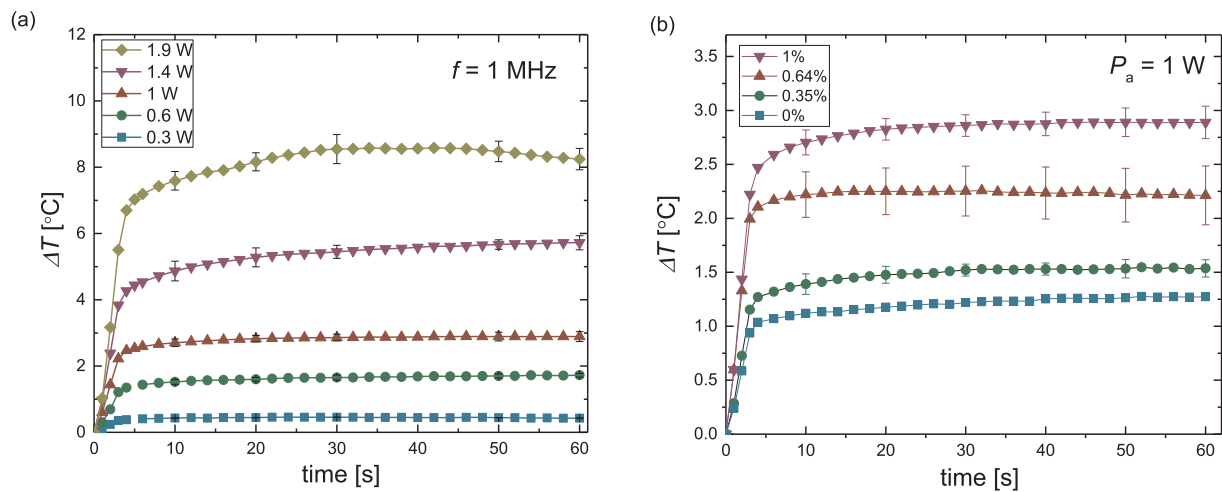 (a)
12
10
8
6
4
2
0
ΔT [°C]
1.9 W
1.4 W
1 W
0.6 W
0.3 W
f = 1 MHz
0 10 20 30 40 50 60
time [s]
(b)
3.5
3.0
2.5
2.0
1.5
1.0
0.5
0.0
ΔT [°C]
1%
0.64%
0.35%
0%
Pa = 1 W
0 10 20 30 40 50 60
time [s]